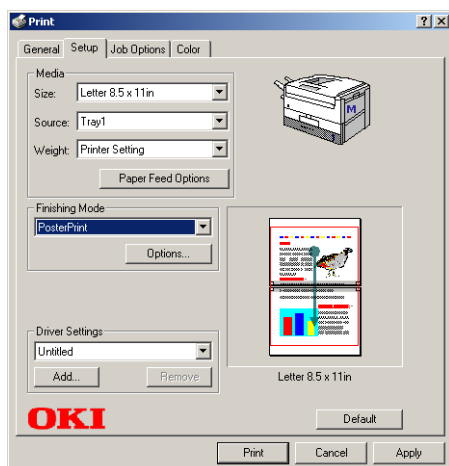 Print
General Setup Job Options Color
Media
Size: Letter 8.5 x 11in
Source: Tray1
Weight: Printer Setting
Paper Feed Options
M
Finishing Mode
PosterPrint
Options...
Driver Settings
Untitled
Add... Remove
Letter 8.5 x 11in
OKI
Default
Print Cancel Apply